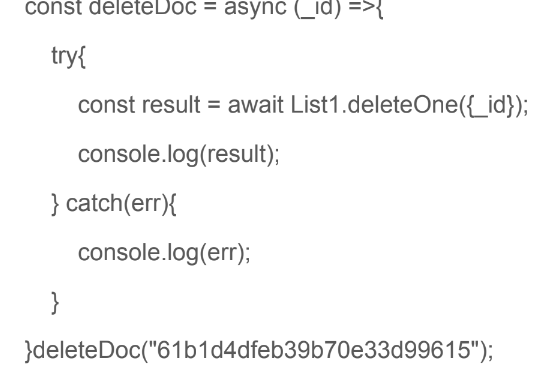 const deleteDoc = async (_id) =>{
try{
const result = await List1.deleteOne({_id});
console.log(result);
} catch(err){
console.log(err);
}
}deleteDoc("61b1d4dfeb39b70e33d99615");